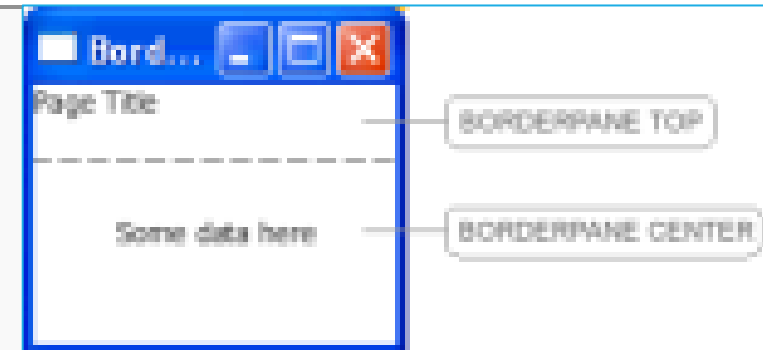 Bord...
Page Title
BORDERPANE TOP
Some data here
BORDERPANE CENTER